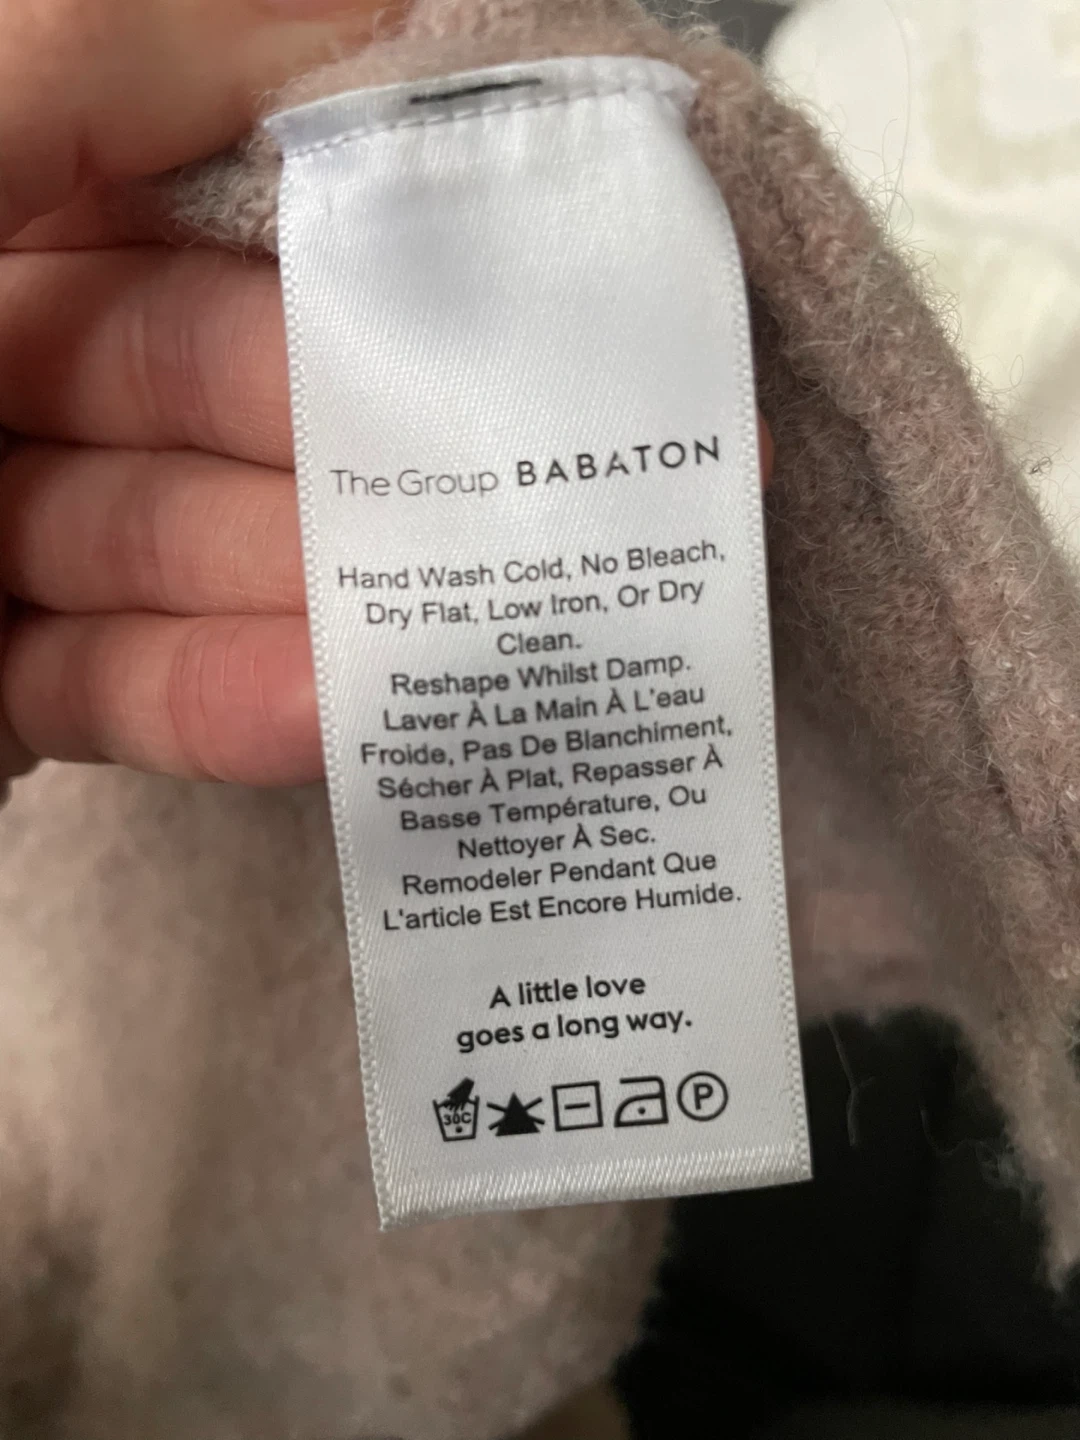 The Group BABATON
Hand Wash Cold, No Bleach,
Dry Flat, Low Iron, Or Dry
Clean.
Reshape Whilst Damp.
Laver À La Main À L'eau
Froide, Pas De Blanchiment,
Sécher À Plat, Repasser À
Basse Température, Ou
Nettoyer À Sec.
Remodeler Pendant Que
L'article Est Encore Humide.
A little love
goes a long way.
30C P